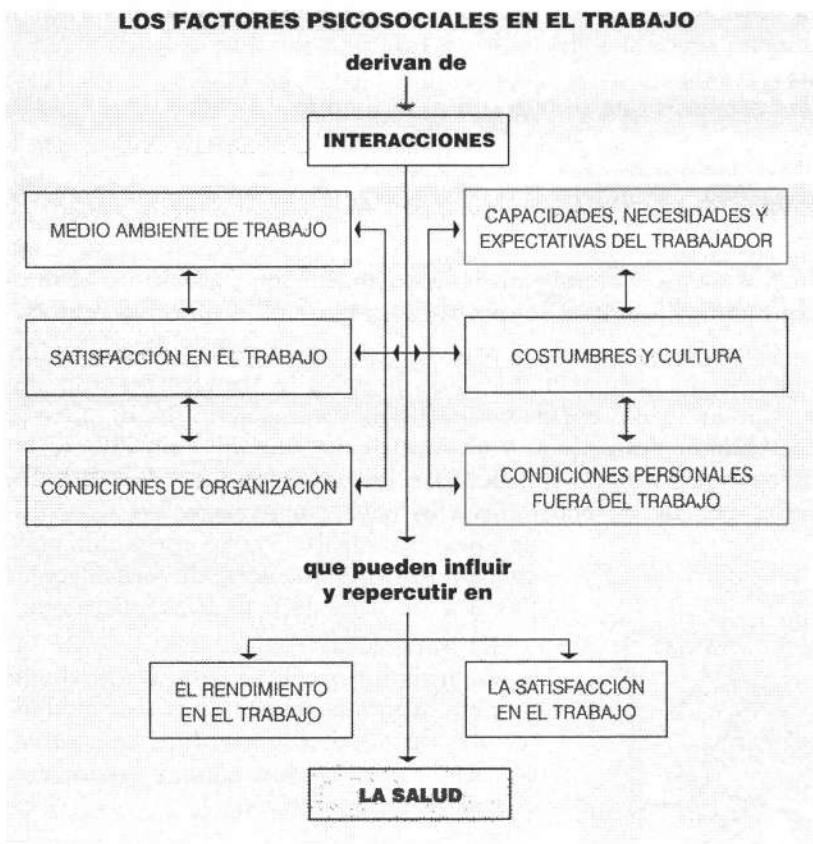 LOS FACTORES PSICOSOCIALES EN EL TRABAJO
derivan de
INTERACCIONES
MEDIO AMBIENTE DE TRABAJO
CAPACIDADES, NECESIDADES Y
EXPECTATIVAS DEL TRABAJADOR
SATISFACCIÓN EN EL TRABAJO
COSTUMBRES Y CULTURA
CONDICIONES DE ORGANIZACIÓN
CONDICIONES PERSONALES
FUERA DEL TRABAJO
que pueden influir
y repercutir en
EL RENDIMIENTO
EN EL TRABAJO
LA SATISFACCIÓN
EN EL TRABAJO
LA SALUD